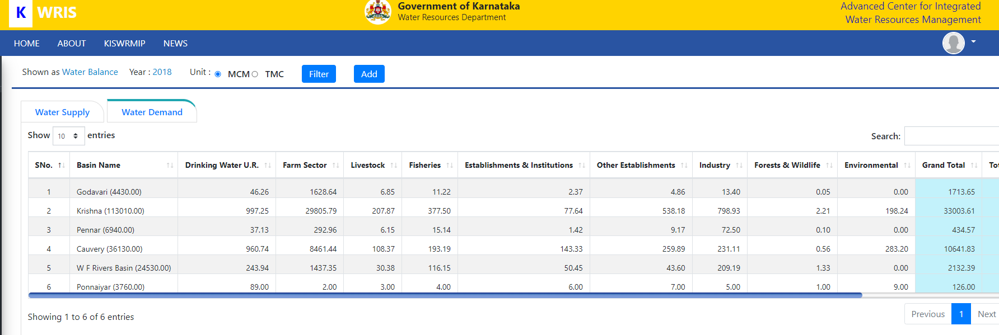 K WRIS
Government of Karnataka
Water Resources Department
Advanced Center for Integrated
Water Resources Management
HOME ABOUT KISWRMIP NEWS
Shown as Water Balance Year : 2018 Unit : MCM TMC Filter Add
Water Supply Water Demand
Show 10 entries Search:
SNo. Basin Name Drinking Water U.R. Farm Sector Livestock Fisheries Establishments & Institutions Other Establishments Industry Forests & Wildlife Environmental Grand Total
1 Godavari (4430.00) 46.26 1628.64 6.85 11.22 2.37 4.86 13.40 0.05 0.00 1713.65
2 Krishna (113010.00) 997.25 29805.79 207.87 377.50 77.64 538.18 798.93 2.21 198.24 33003.61
3 Pennar (6940.00) 37.13 292.96 6.15 15.14 1.42 9.17 72.50 0.10 0.00 434.57
4 Cauvery (36130.00) 960.74 8461.44 108.37 193.19 143.33 259.89 231.11 0.56 283.20 10641.83
5 W F Rivers Basin (24530.00) 243.94 1437.35 30.38 116.15 50.45 43.60 209.19 1.33 0.00 2132.39
6 Ponnaiyar (3760.00) 89.00 2.00 3.00 4.00 6.00 7.00 5.00 1.00 9.00 126.00
Showing 1 to 6 of 6 entries Previous 1 Next